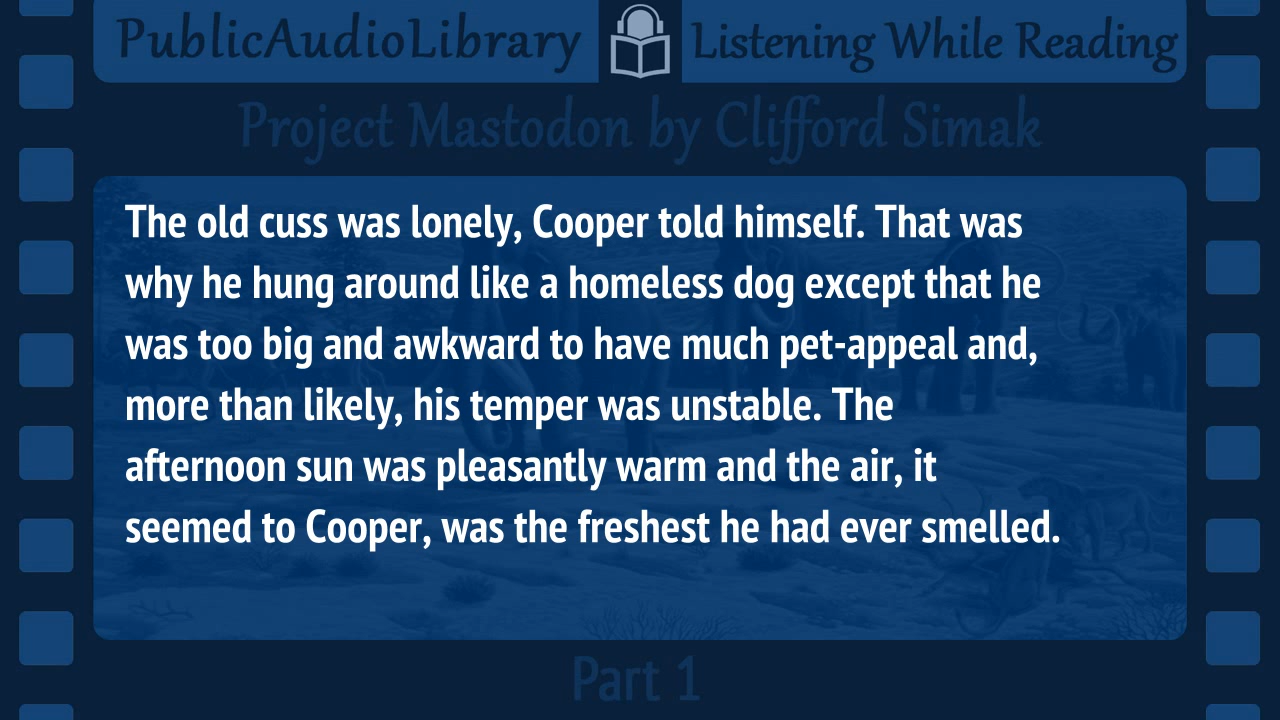 PublicAudioLibrary Listening While Reading
Project Mastodon by Clifford Simak
The old cuss was lonely, Cooper told himself. That was
why he hung around like a homeless dog except that he
was too big and awkward to have much pet-appeal and,
more than likely, his temper was unstable. The
afternoon sun was pleasantly warm and the air, it
seemed to Cooper, was the freshest he had ever smelled.
Part 1